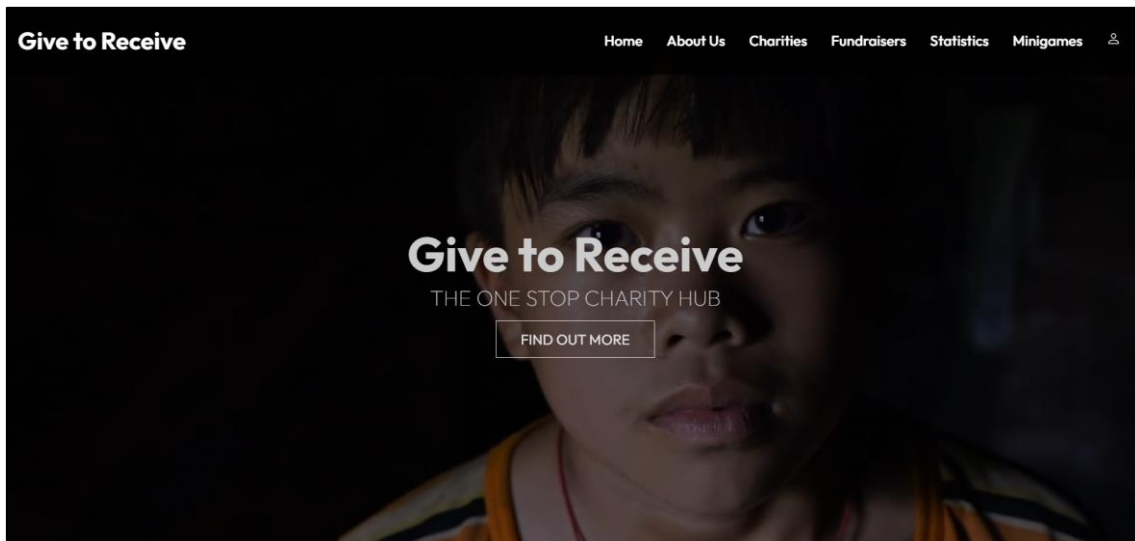 Give to Receive
Home About Us Charities Fundraisers Statistics Minigames
Give to Receive
THE ONE STOP CHARITY HUB
FIND OUT MORE